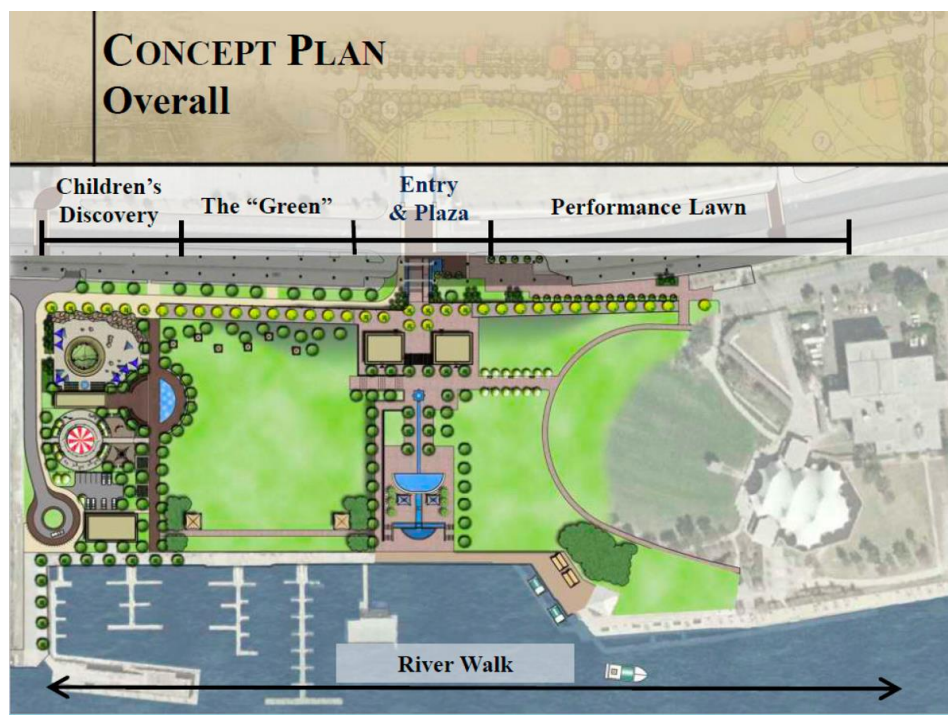 CONCEPT PLAN
Overall
Children's
Discovery
The “Green”
Entry
& Plaza
Performance Lawn
River Walk